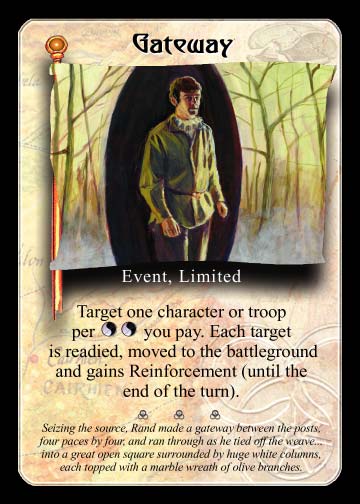 Gateway
Event, Limited
Target one character or troop
per you pay. Each target
is readied, moved to the battleground
and gains Reinforcement (until the
end of the turn).
Seizing the source, Rand made a gateway between the posts,
four paces by four, and ran through as he tied off the weave...
into a great open square surrounded by huge white columns,
each topped with a marble wreath of olive branches.
Cairhien
CAIRHIEN